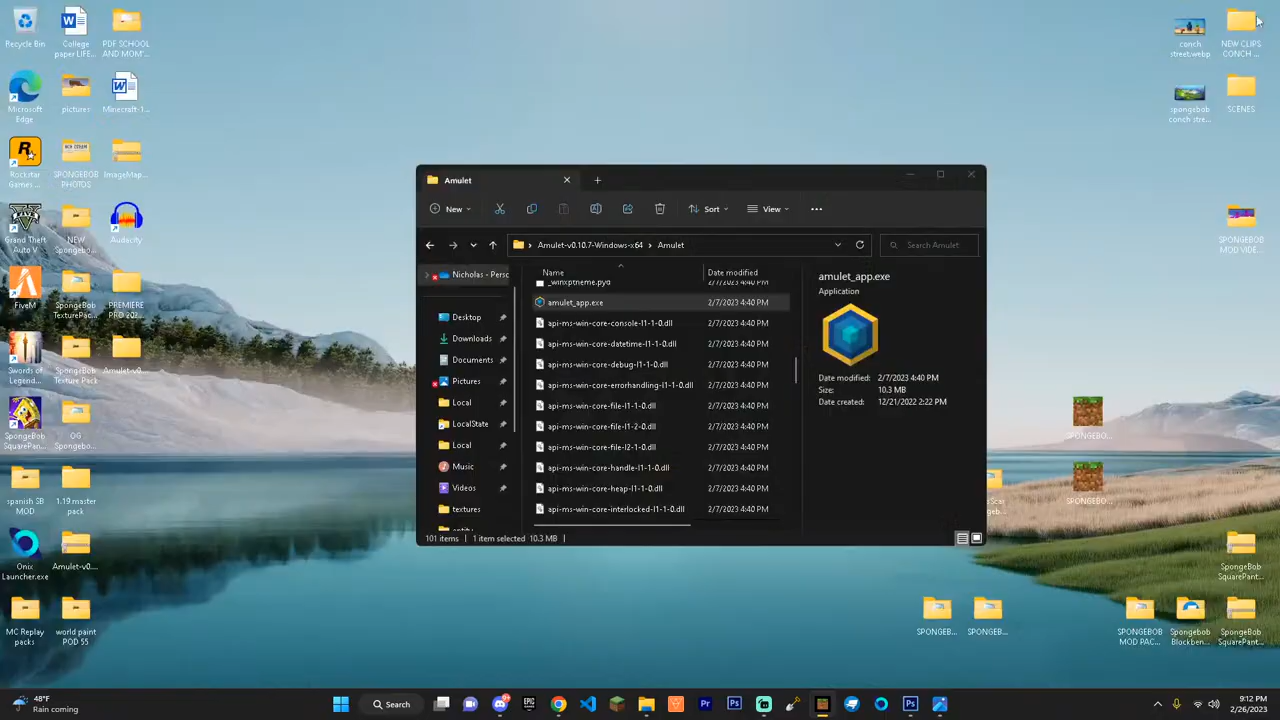 Recycle Bin
College paper LIFE...
PDF SCHOOL AND MOM'...
Microsoft Edge
pictures
Minecraft-1...
Rockstar Games ...
SPONGEBOB PHOTOS
ImageMap...
Grand Theft Auto V
NEW Spongeb...
Audacity
FiveM
SpongeBob TexturePac...
PREMIERE PRO 202...
Swords of Legend...
SpongeBob Texture Pack
Amulet-v0...
SpongeBob SquarePan...
OG Spongebo...
spanish SB MOD
1.19 master pack
Onix Launcher.exe
Amulet-v0....
MC Replay packs
world paint POD 55
conch street.webp
NEW CLIPS CONCH ...
spongebob conch stre...
SCENES
SPONGEBOB MOD VIDE...
SPONGEBO...
SPONGEBO...
SpongeBob SquarePant...
SPONGEB...
SPONGEB...
SPONGEBOB MOD PAC...
Spongebob Blockben...
SpongeBob SquarePant...
Amulet
New
Sort
View
Amulet-v0.10.7-Windows-x64 > Amulet
Search Amulet
Nicholas - Persc
Desktop
Downloads
Documents
Pictures
Local
LocalState
Local
Music
Videos
textures
entity
Name Date modified
_winxptheme.pyd 2/7/2023 4:40 PM
amulet_app.exe 2/7/2023 4:40 PM
api-ms-win-core-console-l1-1-0.dll 2/7/2023 4:40 PM
api-ms-win-core-datetime-l1-1-0.dll 2/7/2023 4:40 PM
api-ms-win-core-debug-l1-1-0.dll 2/7/2023 4:40 PM
api-ms-win-core-errorhandling-l1-1-0.dll 2/7/2023 4:40 PM
api-ms-win-core-file-l1-1-0.dll 2/7/2023 4:40 PM
api-ms-win-core-file-l1-2-0.dll 2/7/2023 4:40 PM
api-ms-win-core-file-l2-1-0.dll 2/7/2023 4:40 PM
api-ms-win-core-handle-l1-1-0.dll 2/7/2023 4:40 PM
api-ms-win-core-heap-l1-1-0.dll 2/7/2023 4:40 PM
api-ms-win-core-interlocked-l1-1-0.dll 2/7/2023 4:40 PM
amulet_app.exe
Application
Date modified: 2/7/2023 4:40 PM
Size: 10.3 MB
Date created: 12/21/2022 2:22 PM
101 items | 1 item selected 10.3 MB |
48°F
Rain coming
Search
9:12 PM
2/26/2023